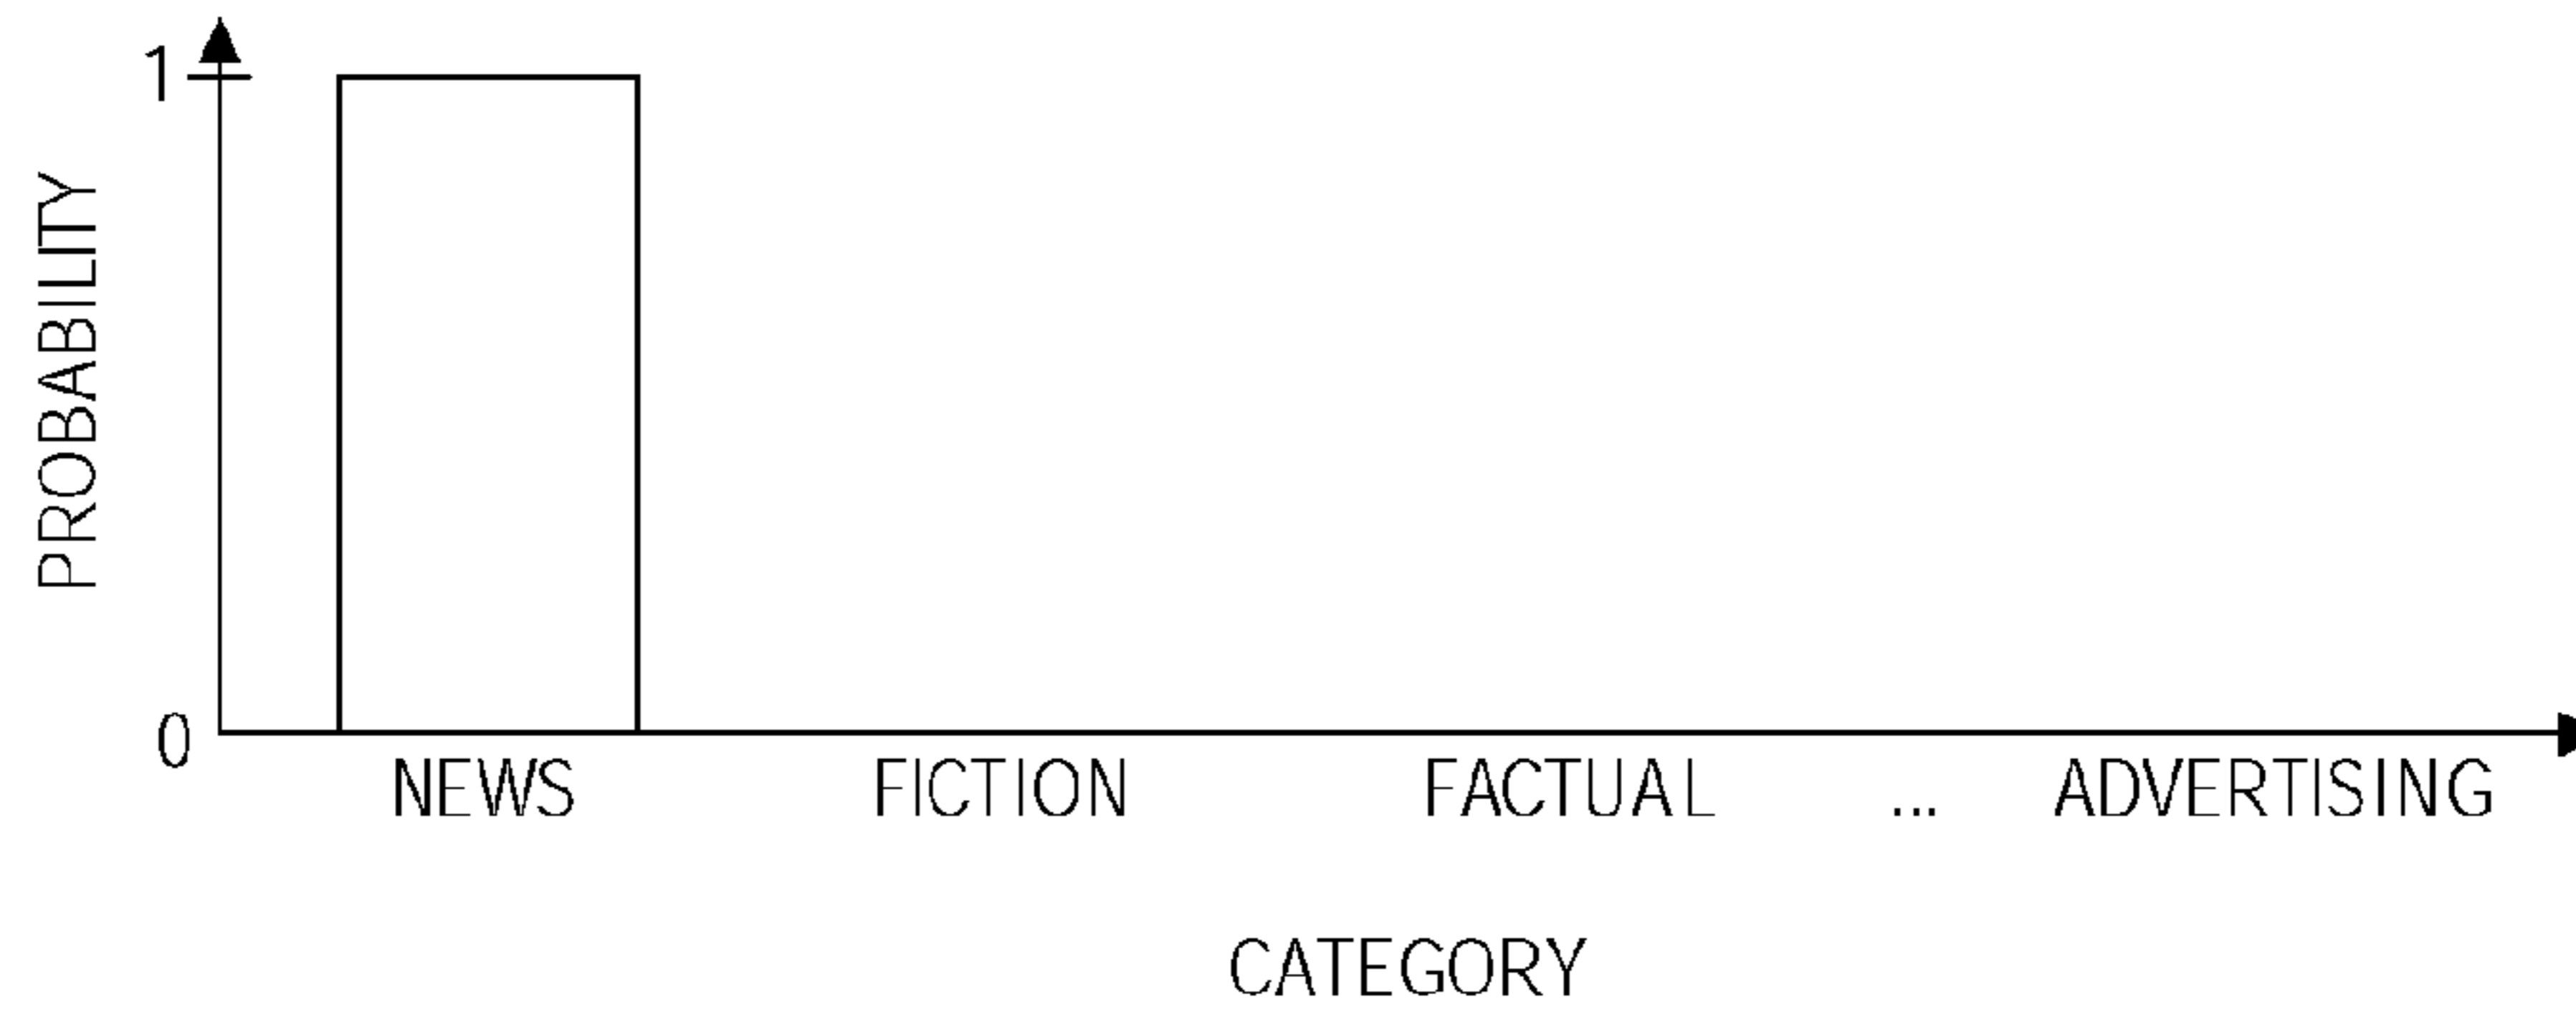 1
PROBABILITY
0
NEWS FICTION FACTUAL ... ADVERTISING
CATEGORY